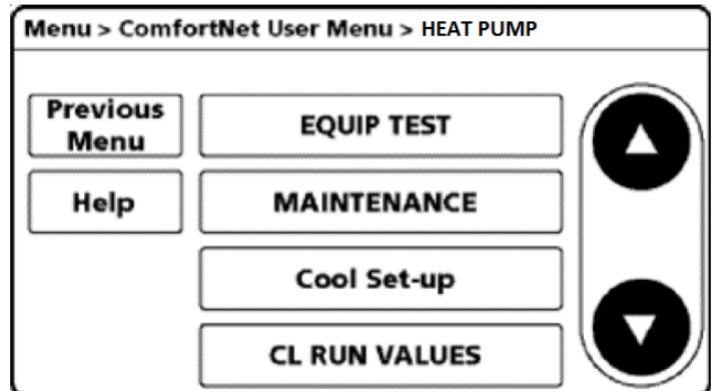 Menu > ComfortNet User Menu > HEAT PUMP
Previous
Menu
EQUIP TEST
Help
MAINTENANCE
Cool Set-up
CL RUN VALUES